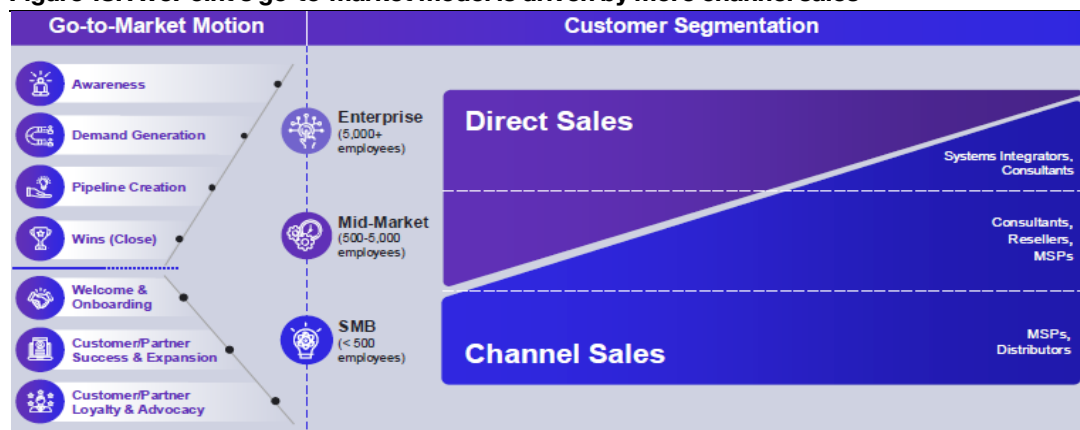 Go-to-Market Motion
Customer Segmentation
Awareness
Demand Generation
Pipeline Creation
Wins (Close)
Welcome &
Onboarding
Customer/Partner
Success & Expansion
Customer/Partner
Loyalty & Advocacy
Enterprise
(5,000+
employees)
Mid-Market
(500-5,000
employees)
SMB
(< 500
employees)
Direct Sales
Systems Integrators,
Consultants
Consultants,
Resellers,
MSPs
Channel Sales
MSPs,
Distributors